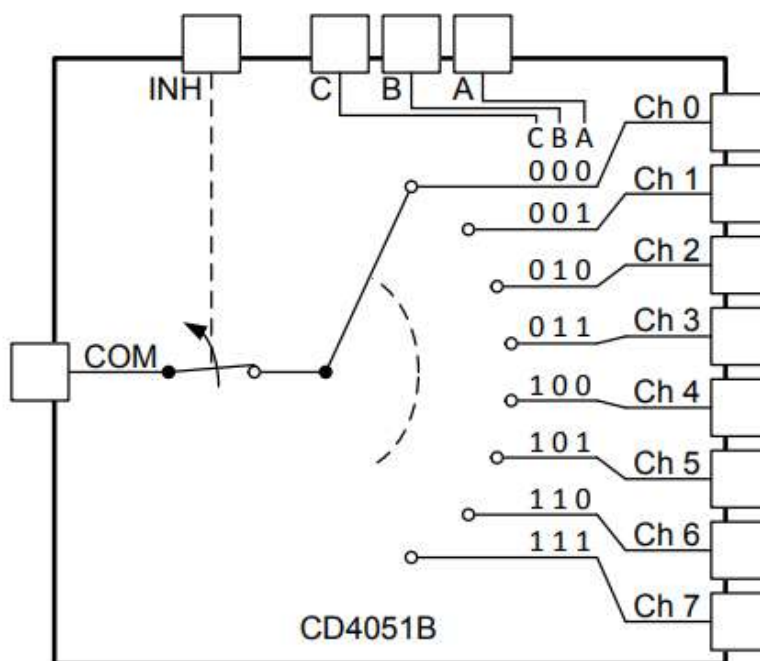 INH
C
B
A
C B A
Ch 0
0 0 0
Ch 1
0 0 1
Ch 2
0 1 0
Ch 3
0 1 1
COM
Ch 4
1 0 0
Ch 5
1 0 1
Ch 6
1 1 0
Ch 7
1 1 1
CD4051B